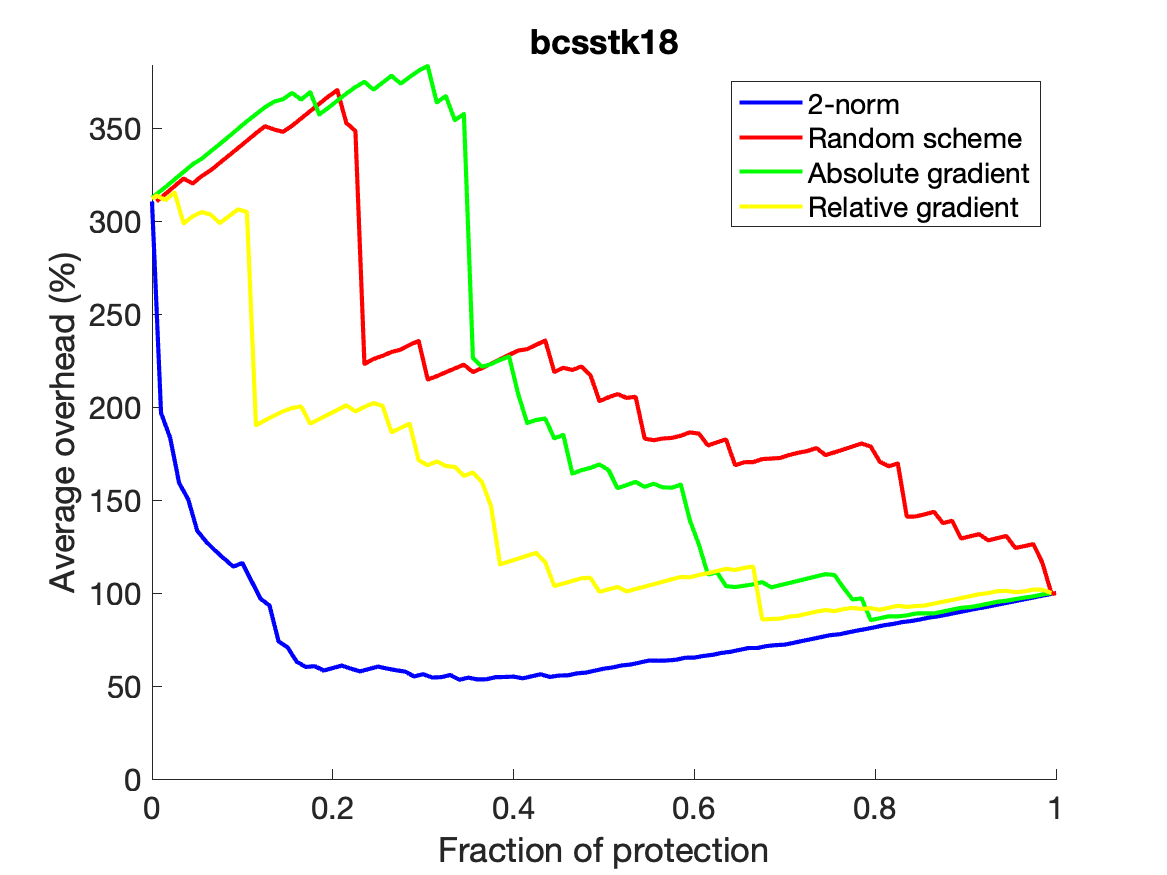 bcsstk18
2-norm
Random scheme
Absolute gradient
Relative gradient
Average overhead (%)
350
300
250
200
150
100
50
0
0 0.2 0.4 0.6 0.8 1
Fraction of protection